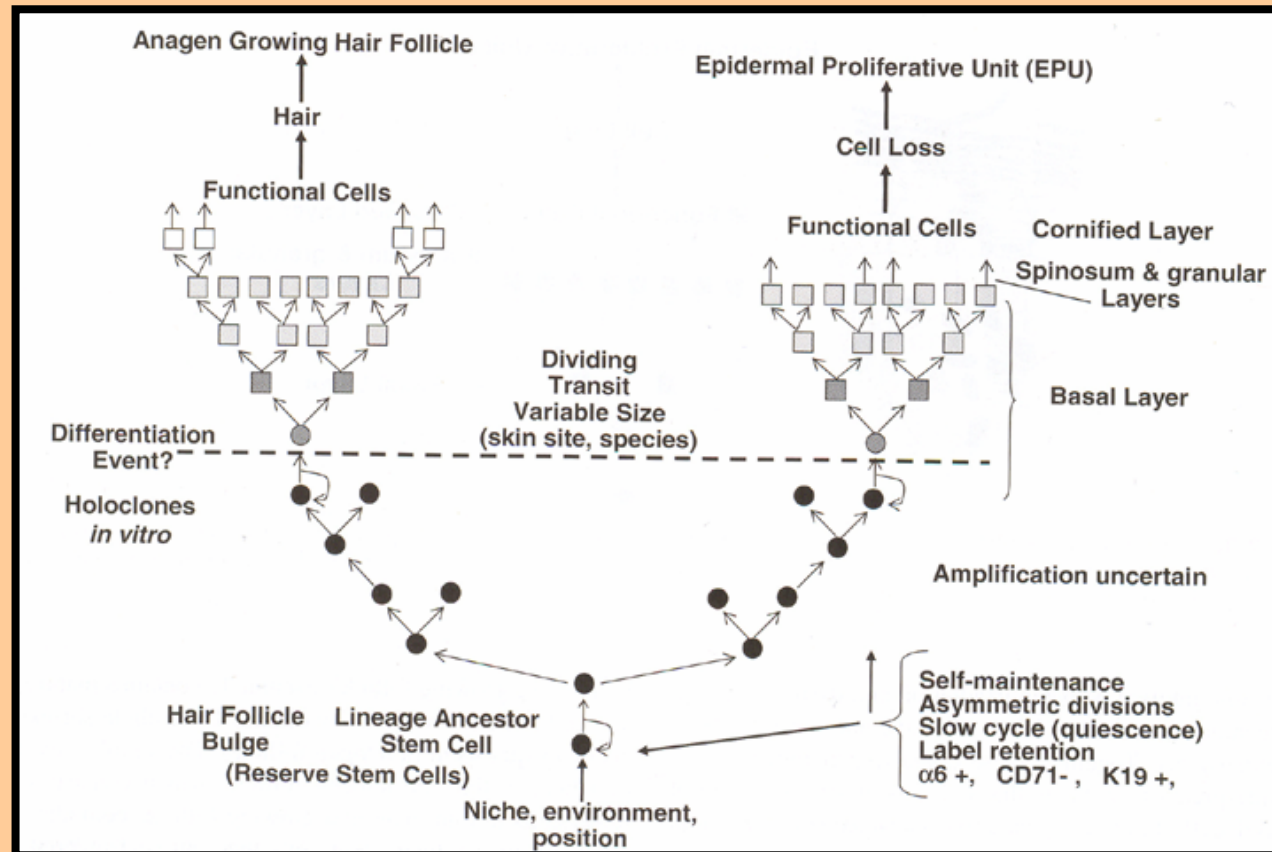 Anagen Growing Hair Follicle
Hair
Functional Cells
Epidermal Proliferative Unit (EPU)
Cell Loss
Functional Cells
Cornified Layer
Spinosum & granular
Layers
Dividing
Transit
Variable Size
(skin site, species)
Basal Layer
Differentiation
Event?
Holoclones
in vitro
Amplification uncertain
Hair Follicle
Bulge
Lineage Ancestor
Stem Cell
(Reserve Stem Cells)
Niche, environment,
position
Self-maintenance
Asymmetric divisions
Slow cycle (quiescence)
Label retention
α6 +, CD71- , K19 +,